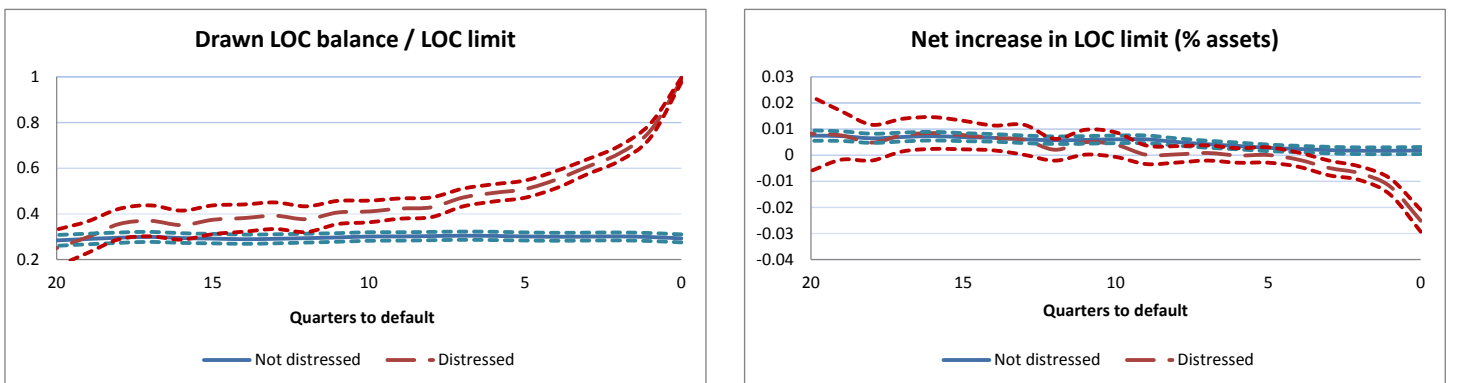 Drawn LOC balance / LOC limit
1
0.8
0.6
0.4
0.2
20
15
10
5
0
Quarters to default
Not distressed
Distressed
Net increase in LOC limit (% assets)
0.03
0.02
0.01
0
-0.01
-0.02
-0.03
-0.04
20
15
10
5
0
Quarters to default
Not distressed
Distressed